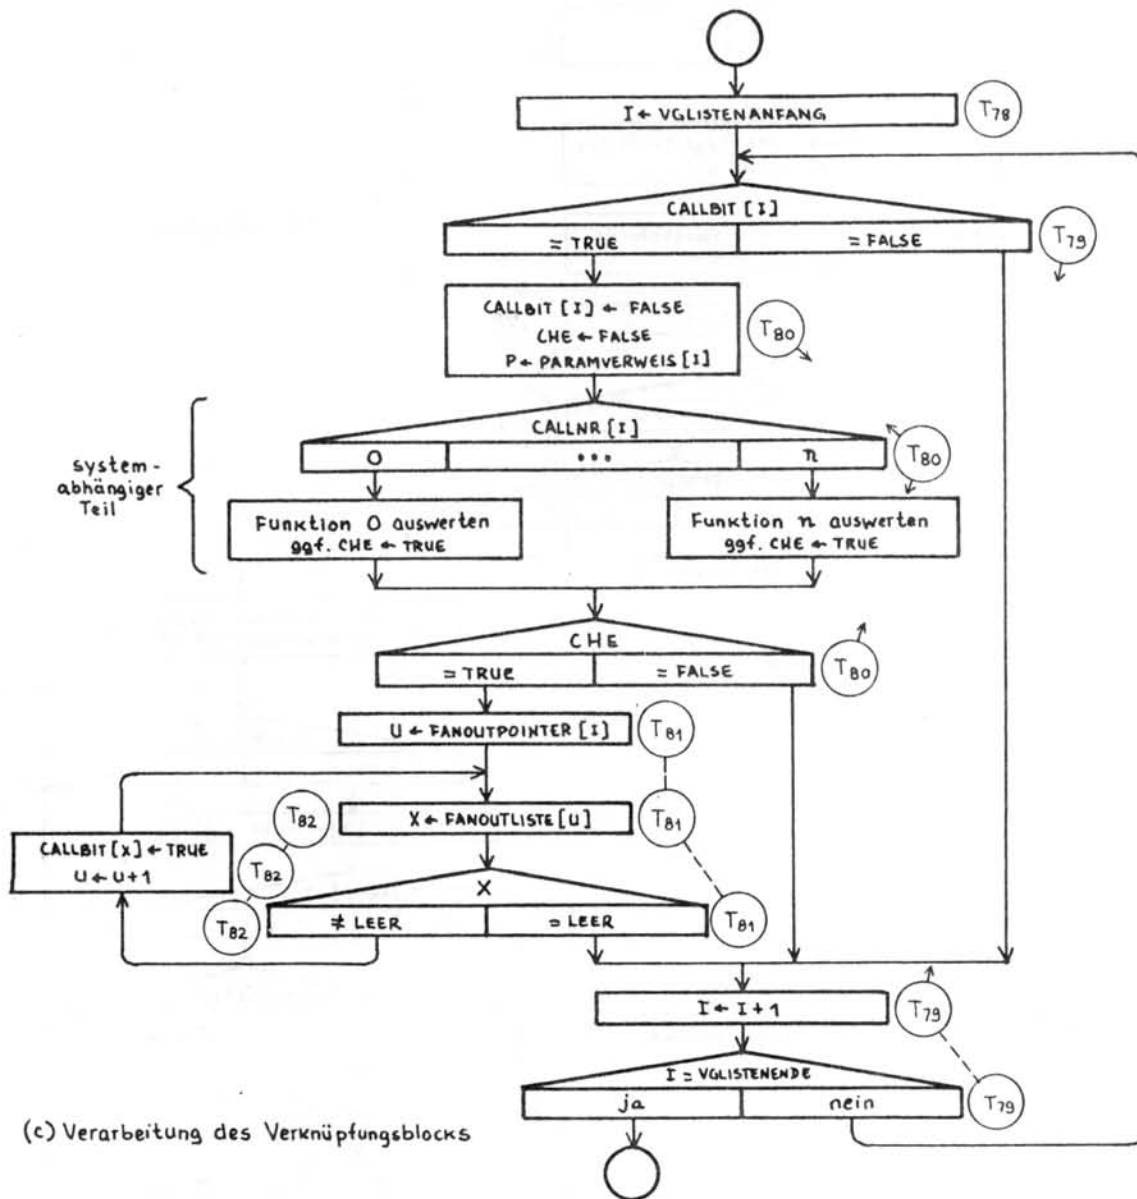 I ← VGLISTENANFANG
T78
CALLBIT [I]
= TRUE
= FALSE
T79
CALLBIT [I] ← FALSE
CHE ← FALSE
P ← PARAMVERWEIS [I]
T80
CALLNR [I]
0
...
n
T80
system-
abhängiger
Teil
Funktion 0 auswerten
ggf. CHE ← TRUE
Funktion n auswerten
ggf. CHE ← TRUE
CHE
= TRUE
= FALSE
T80
U ← FANOUTPOINTER [I]
T81
X ← FANOUTLISTE [U]
T81
T82
CALLBIT [X] ← TRUE
U ← U+1
T82
X
≠ LEER
= LEER
T82
T81
I ← I + 1
T79
I = VGLISTENENDE
ja
nein
T79
(c) Verarbeitung des Verknüpfungsblocks